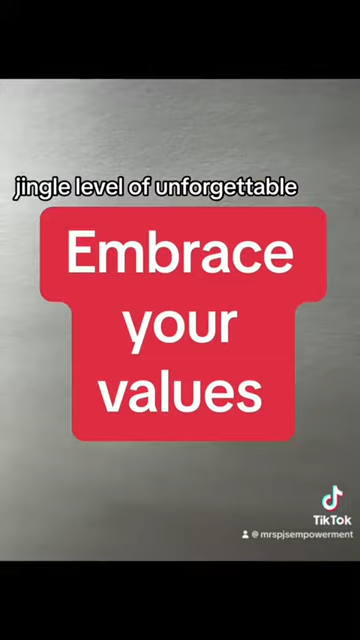 jingle level of unforgettable
Embrace
your
values
TikTok
@mrspjsempowerment